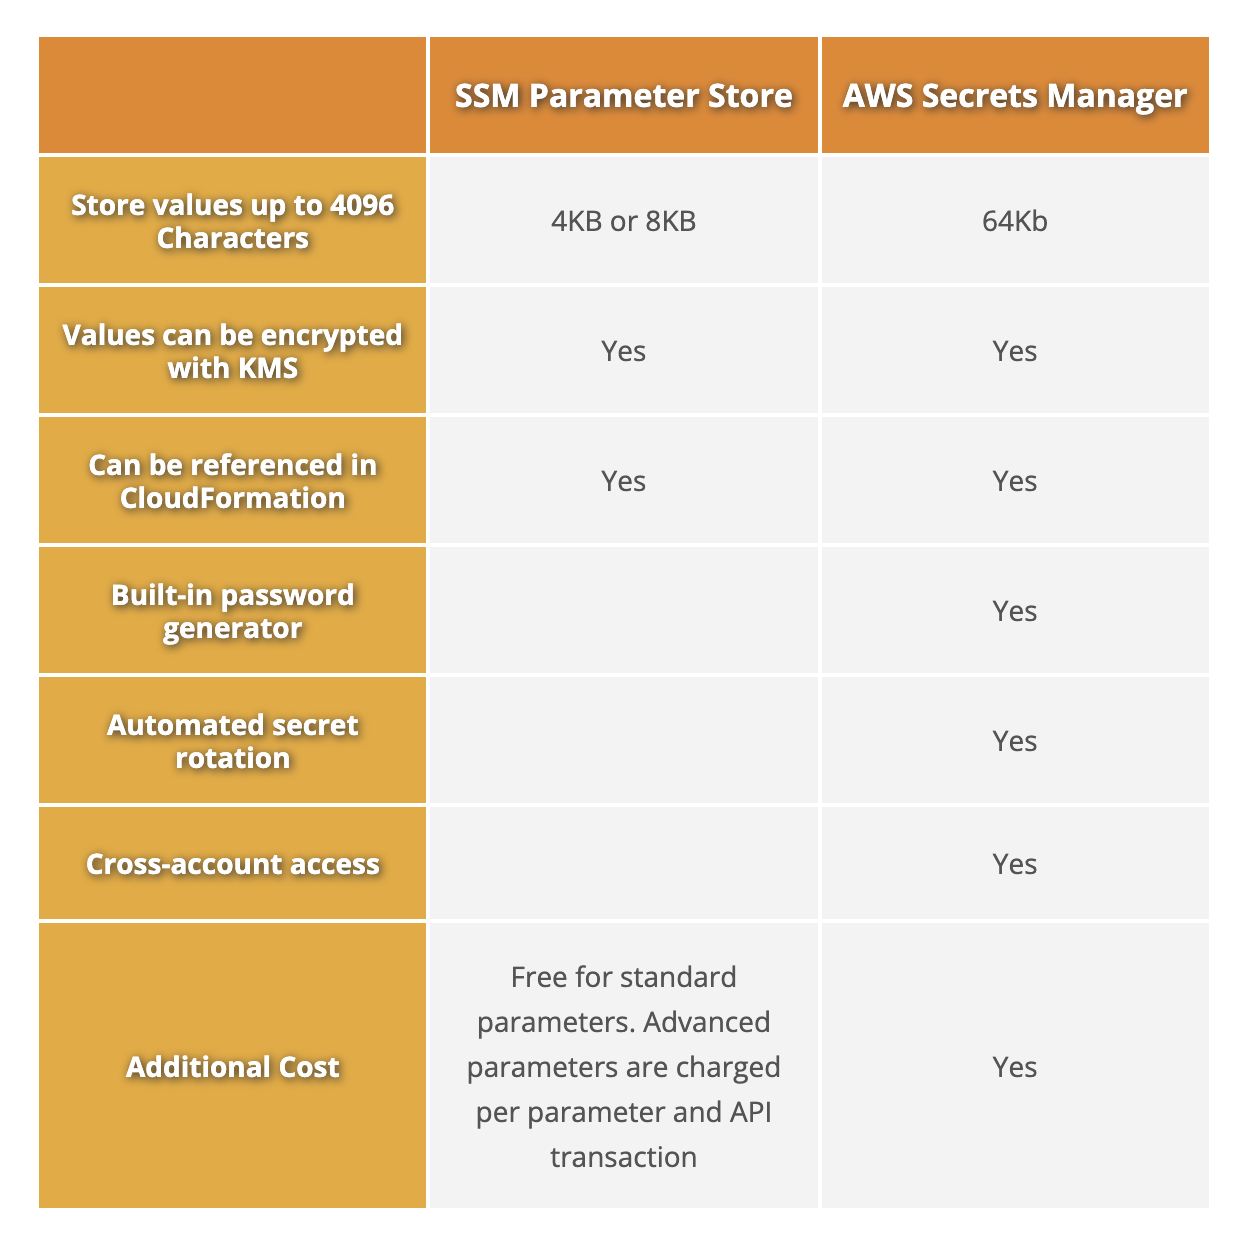 SSM Parameter Store
AWS Secrets Manager
Store values up to 4096
Characters
4KB or 8KB
64Kb
Values can be encrypted
with KMS
Yes
Yes
Can be referenced in
CloudFormation
Yes
Yes
Built-in password
generator
Yes
Automated secret
rotation
Yes
Cross-account access
Yes
Additional Cost
Free for standard
parameters. Advanced
parameters are charged
per parameter and API
transaction
Yes